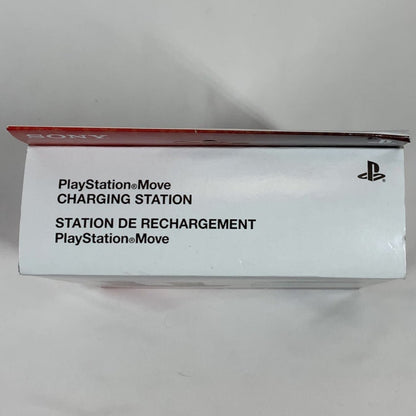 SONY
PlayStation®Move
CHARGING STATION
STATION DE RECHARGEMENT
PlayStation®Move